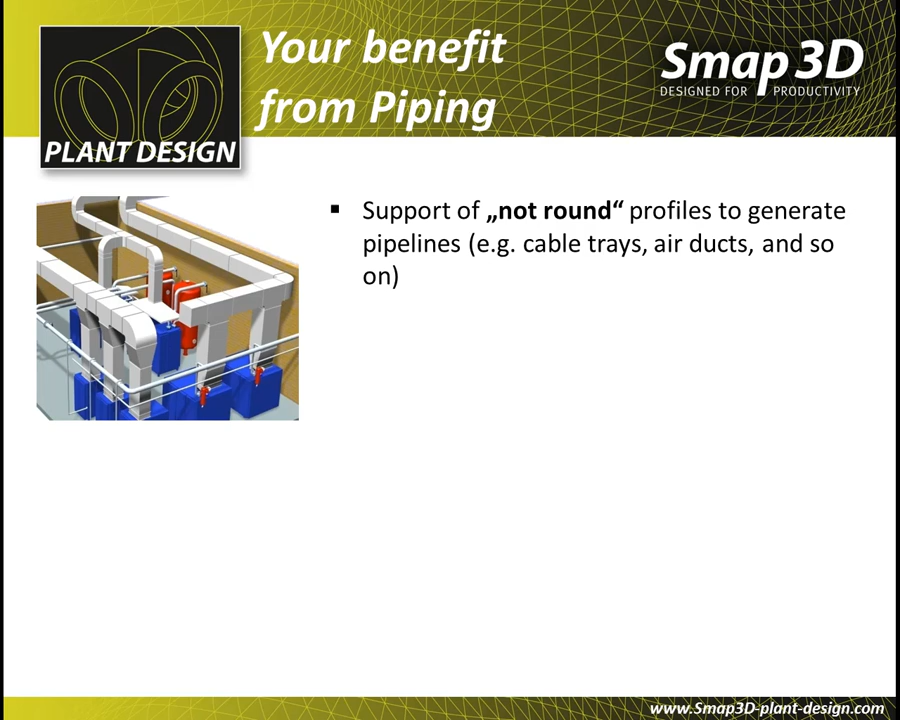 Your benefit
from Piping
Smap 3D
DESIGNED FOR PRODUCTIVITY
PLANT DESIGN
▪ Support of „not round“ profiles to generate
pipelines (e.g. cable trays, air ducts, and so
on)
www.Smap3D-plant-design.com